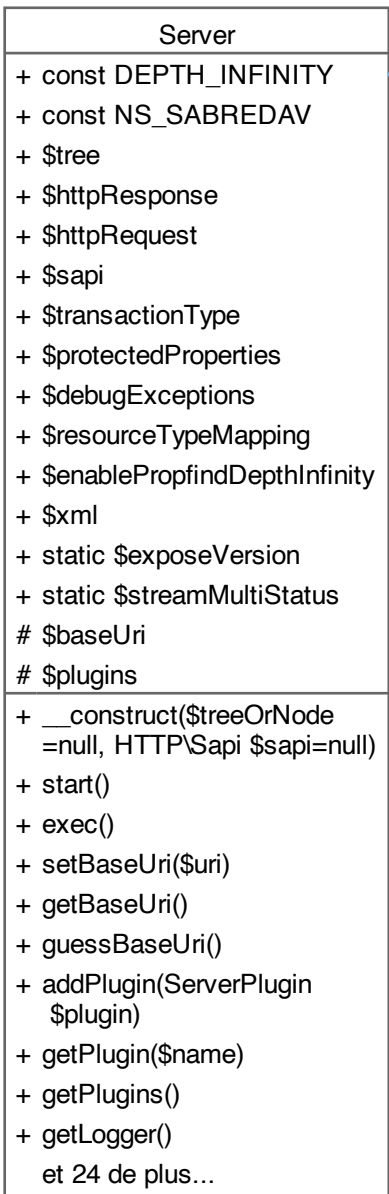 Server
+ const DEPTH_INFINITY
+ const NS_SABREDAV
+ $tree
+ $httpResponse
+ $httpRequest
+ $sapi
+ $transactionType
+ $protectedProperties
+ $debugExceptions
+ $resourceTypeMapping
+ $enablePropfindDepthInfinity
+ $xml
+ static $exposeVersion
+ static $streamMultiStatus
# $baseUri
# $plugins
+ __construct($treeOrNode
=null, HTTP\Sapi $sapi=null)
+ start()
+ exec()
+ setBaseUri($uri)
+ getBaseUri()
+ guessBaseUri()
+ addPlugin(ServerPlugin
$plugin)
+ getPlugin($name)
+ getPlugins()
+ getLogger()
et 24 de plus...